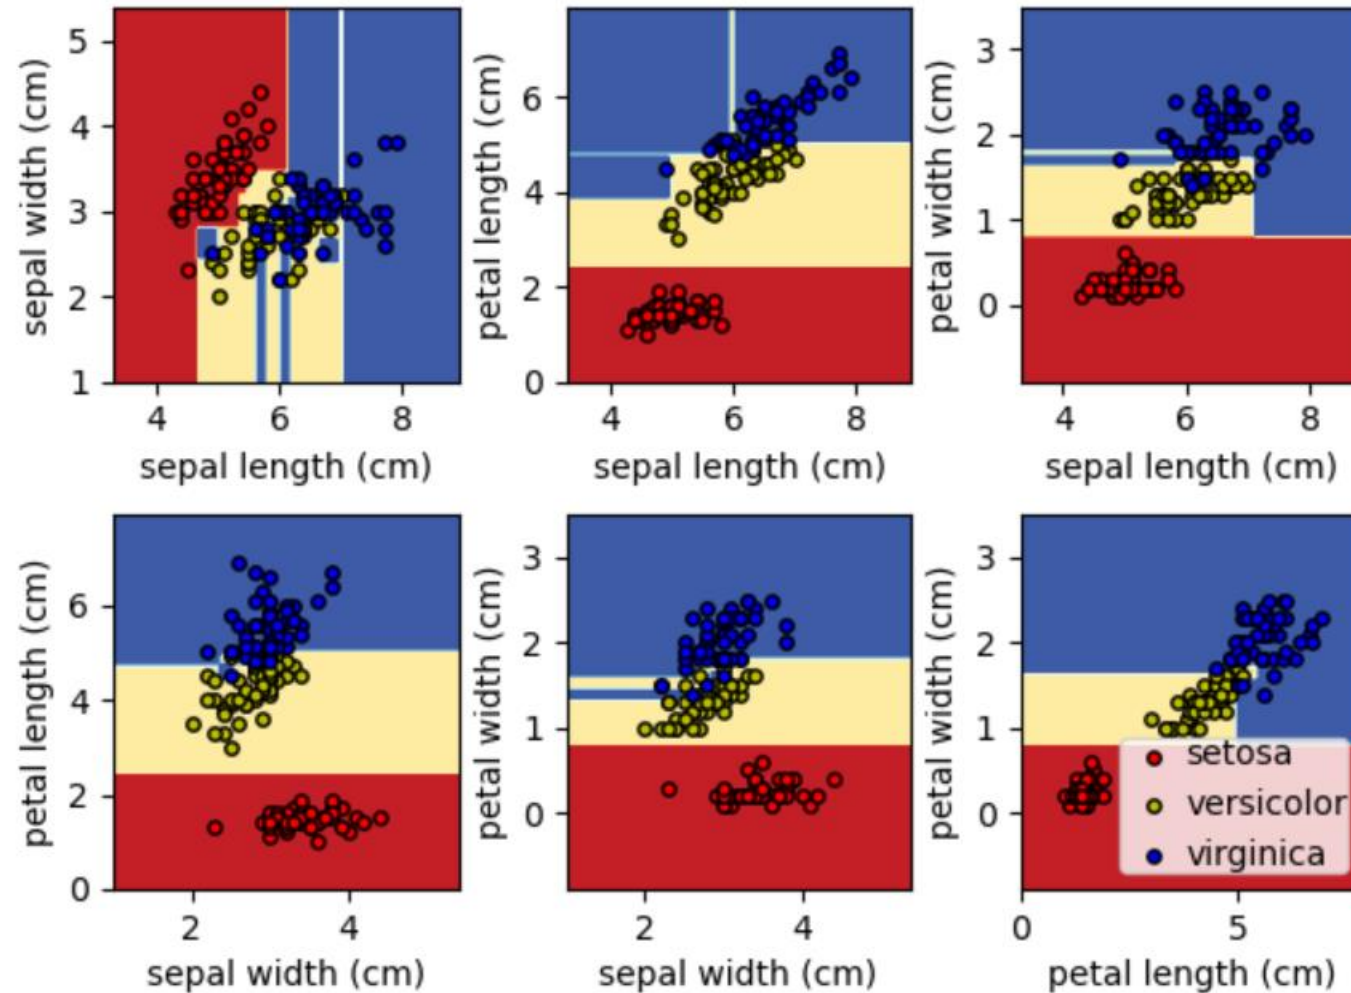 sepal width (cm)
5
4
3
2
1
4 6 8
sepal length (cm)
petal length (cm)
6
4
2
0
4 6 8
sepal length (cm)
petal width (cm)
3
2
1
0
4 6 8
sepal length (cm)
petal length (cm)
6
4
2
0
2 4
sepal width (cm)
petal width (cm)
3
2
1
0
2 4
sepal width (cm)
petal width (cm)
3
2
1
0
setosa
versicolor
virginica
0 5
petal length (cm)